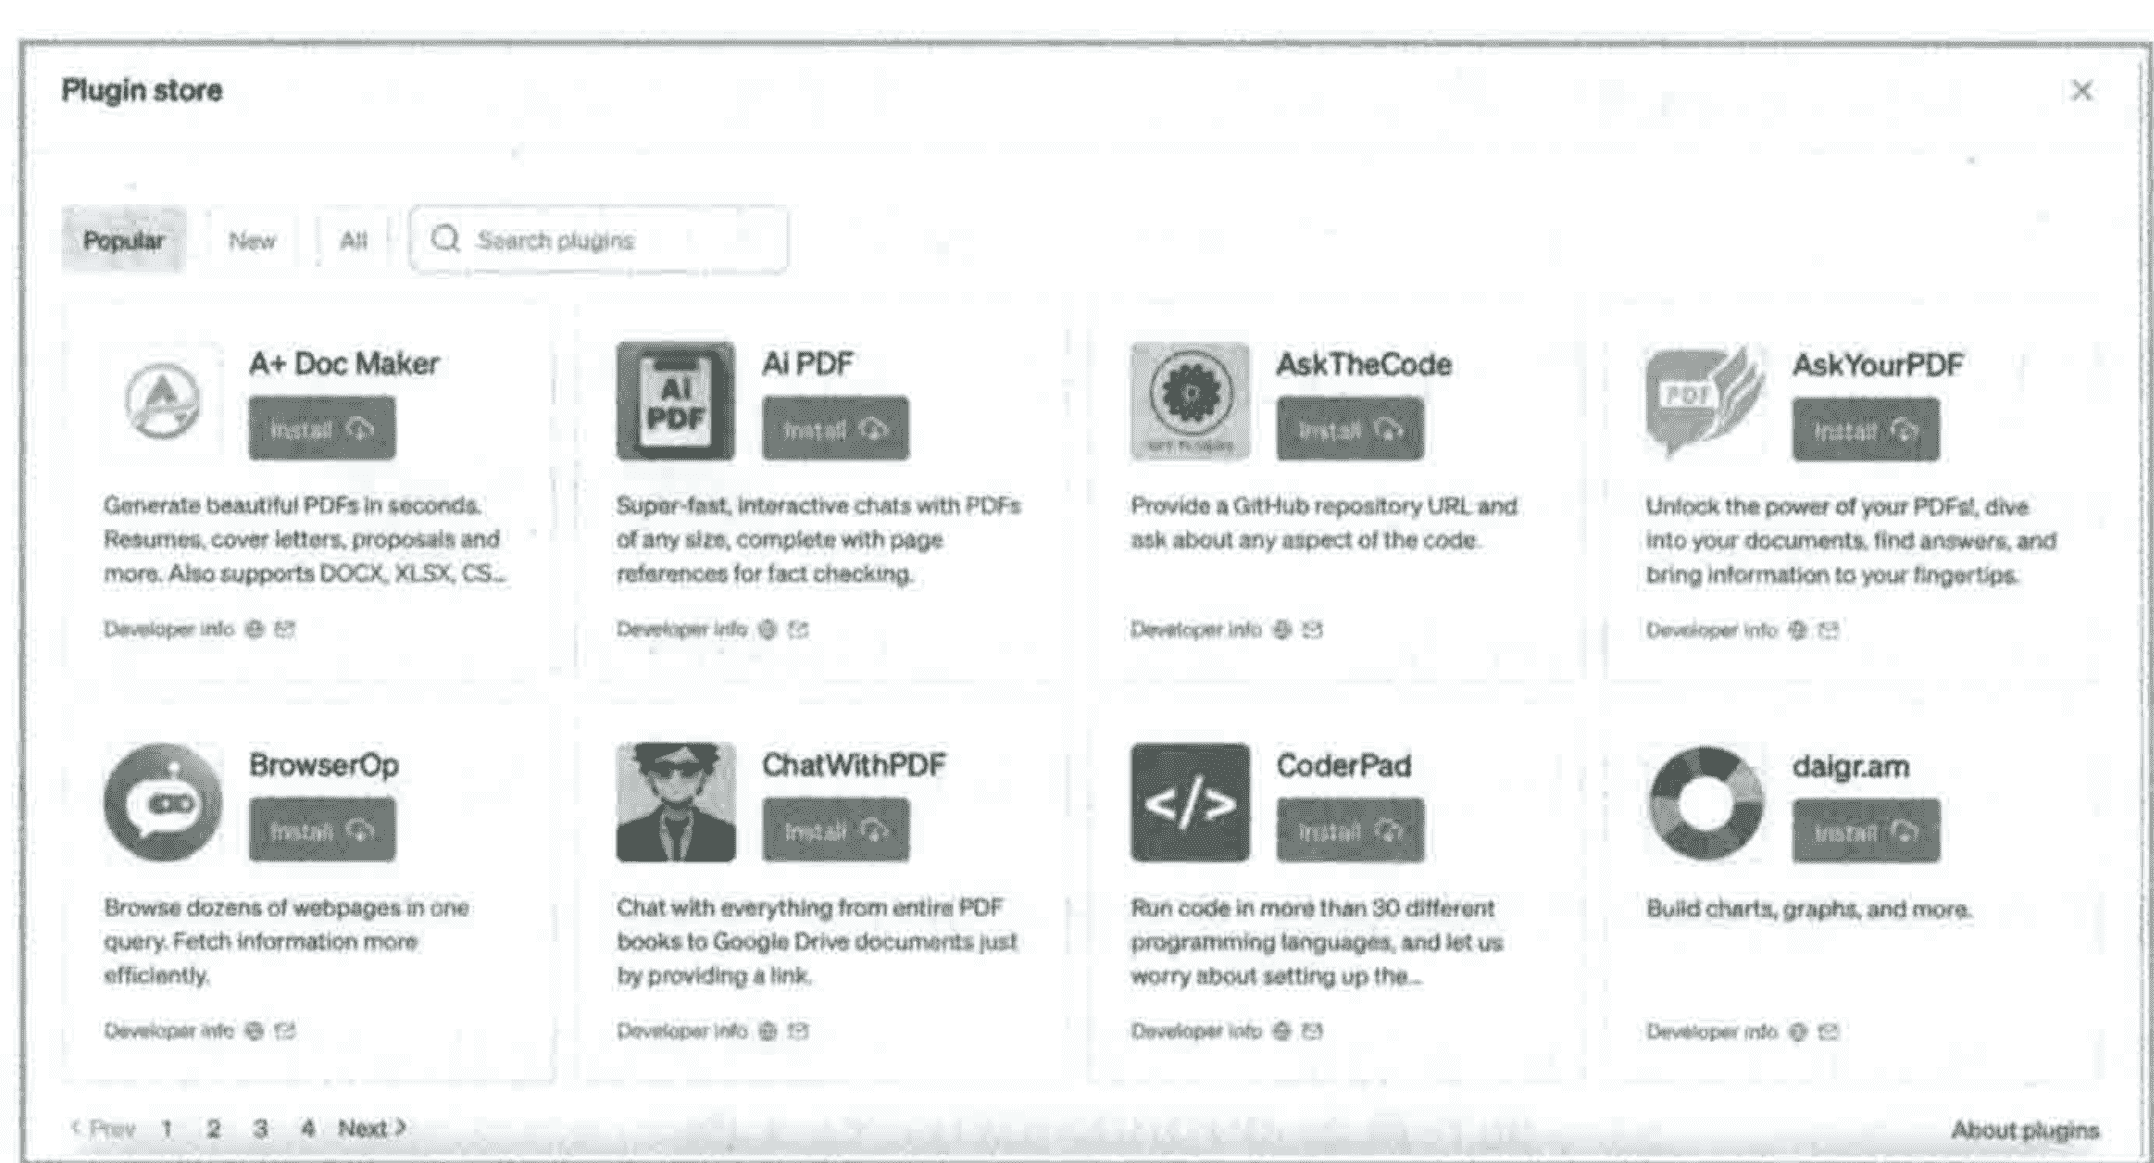 Plugin store
Popular New All Search plugins
A+ Doc Maker
Install
Generate beautiful PDFs in seconds.
Resumes, cover letters, proposals and
more. Also supports DOCX, XLSX, CS...
Developer info
Ai PDF
AI
PDF
Install
Super-fast, interactive chats with PDFs
of any size, complete with page
references for fact checking.
Developer info
AskTheCode
Install
Provide a GitHub repository URL and
ask about any aspect of the code.
Developer info
AskYourPDF
PDF
Install
Unlock the power of your PDFs!, dive
into your documents, find answers, and
bring information to your fingertips.
Developer info
BrowserOp
Install
Browse dozens of webpages in one
query. Fetch information more
efficiently.
Developer info
ChatWithPDF
Install
Chat with everything from entire PDF
books to Google Drive documents just
by providing a link.
Developer info
CoderPad
</>
Install
Run code in more than 30 different
programming languages, and let us
worry about setting up the...
Developer info
daigr.am
Install
Build charts, graphs, and more.
Developer info
< Prev 1 2 3 4 Next >
About plugins